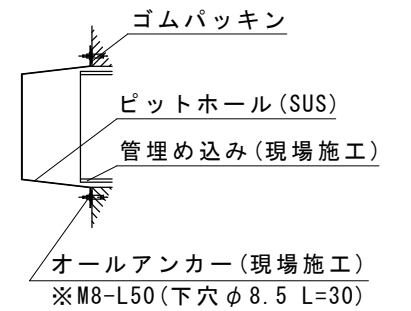 ゴムパッキン
ピットホール(SUS)
管埋め込み(現場施工)
オールアンカー(現場施工)
※M8-L50(下穴φ8.5 L=30)